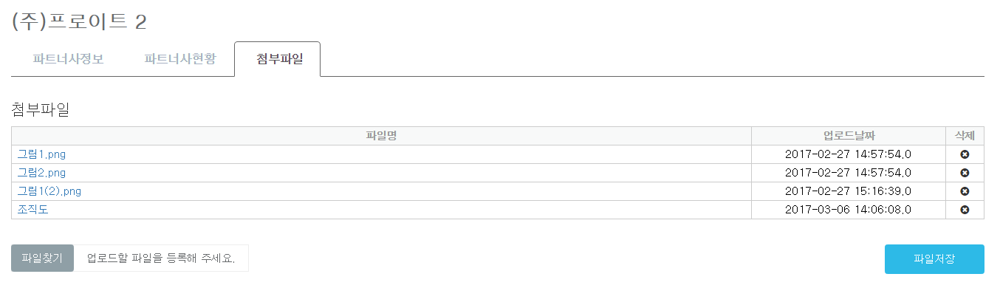 (주)프로이트 2
파트너사정보 파트너사현황 첨부파일
첨부파일
파일명 업로드날짜 삭제
그림1.png 2017-02-27 14:57:54.0
그림2.png 2017-02-27 14:57:54.0
그림1(2).png 2017-02-27 15:16:39.0
조직도 2017-03-06 14:06:08.0
파일찾기 업로드할 파일을 등록해 주세요. 파일저장